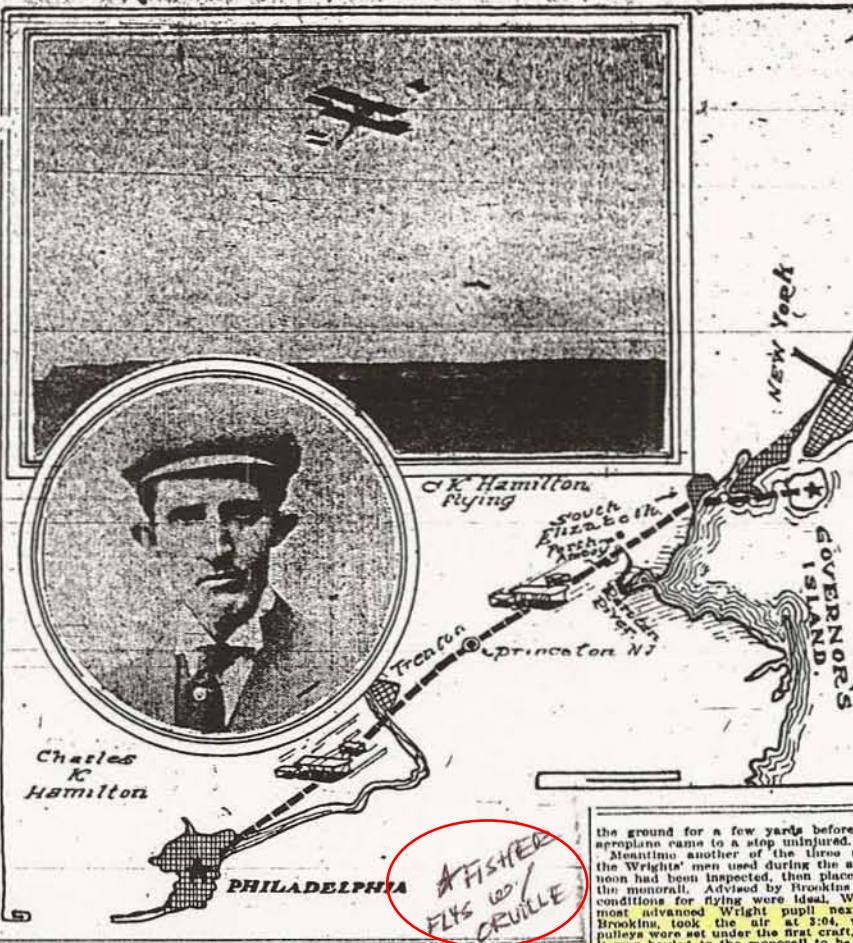 C K Hamilton
flying
NEW YORK
South
Elizabeth
Perth
Amboy
Raritan
River.
GOVERNOR'S
ISLAND.
Trenton
Princeton NJ
Charles
K
Hamilton
PHILADELPHIA
A FISHER
FLYS w/
ORVILLE
the ground for a few yards before
aeroplane came to a stop uninjured.
Meantime another of the three
the Wrights' men used during the a
noon had been inspected, then place
the monorail. Advised by Brookins
conditions for flying were ideal, W
most advanced Wright pupil nex
Brookins, took the air at 3:04,
pulleys were set under the first craft,